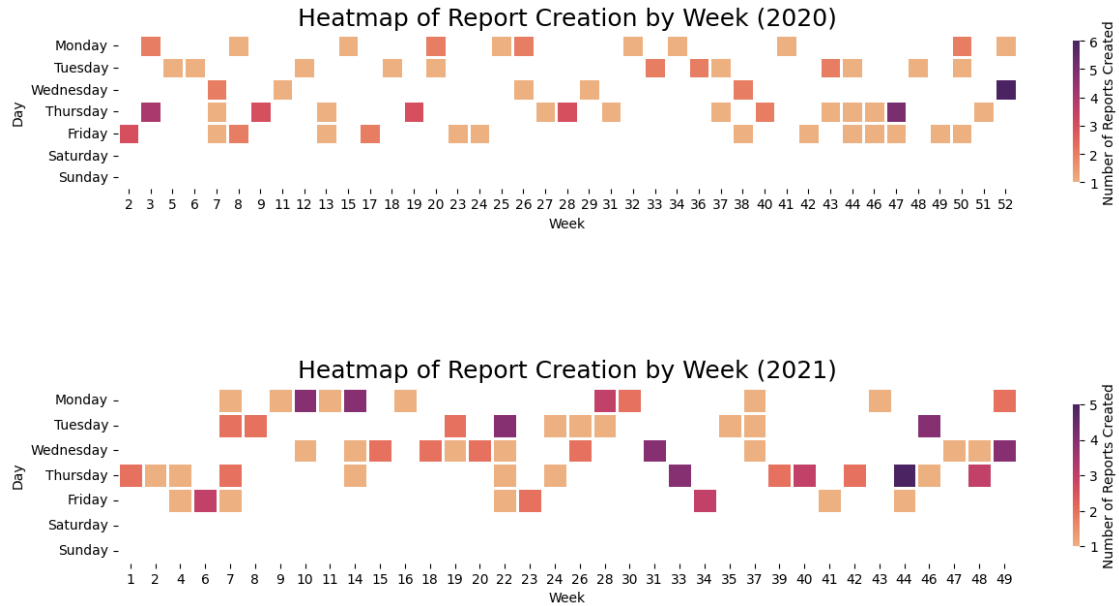 Heatmap of Report Creation by Week (2020)
Monday
Tuesday
Wednesday
Thursday
Friday
Saturday
Sunday
Day
2 3 5 6 7 8 9 11 12 13 15 17 18 19 20 23 24 25 26 27 28 29 31 32 33 34 36 37 38 40 41 42 43 44 46 47 48 49 50 51 52
Week
6
5
4
3
2
1
Number of Reports Created
Heatmap of Report Creation by Week (2021)
Monday
Tuesday
Wednesday
Thursday
Friday
Saturday
Sunday
Day
1 2 4 6 7 8 9 10 11 14 15 16 18 19 20 22 23 24 26 28 30 31 33 34 35 37 39 40 41 42 43 44 46 47 48 49
Week
5
4
3
2
1
Number of Reports Created